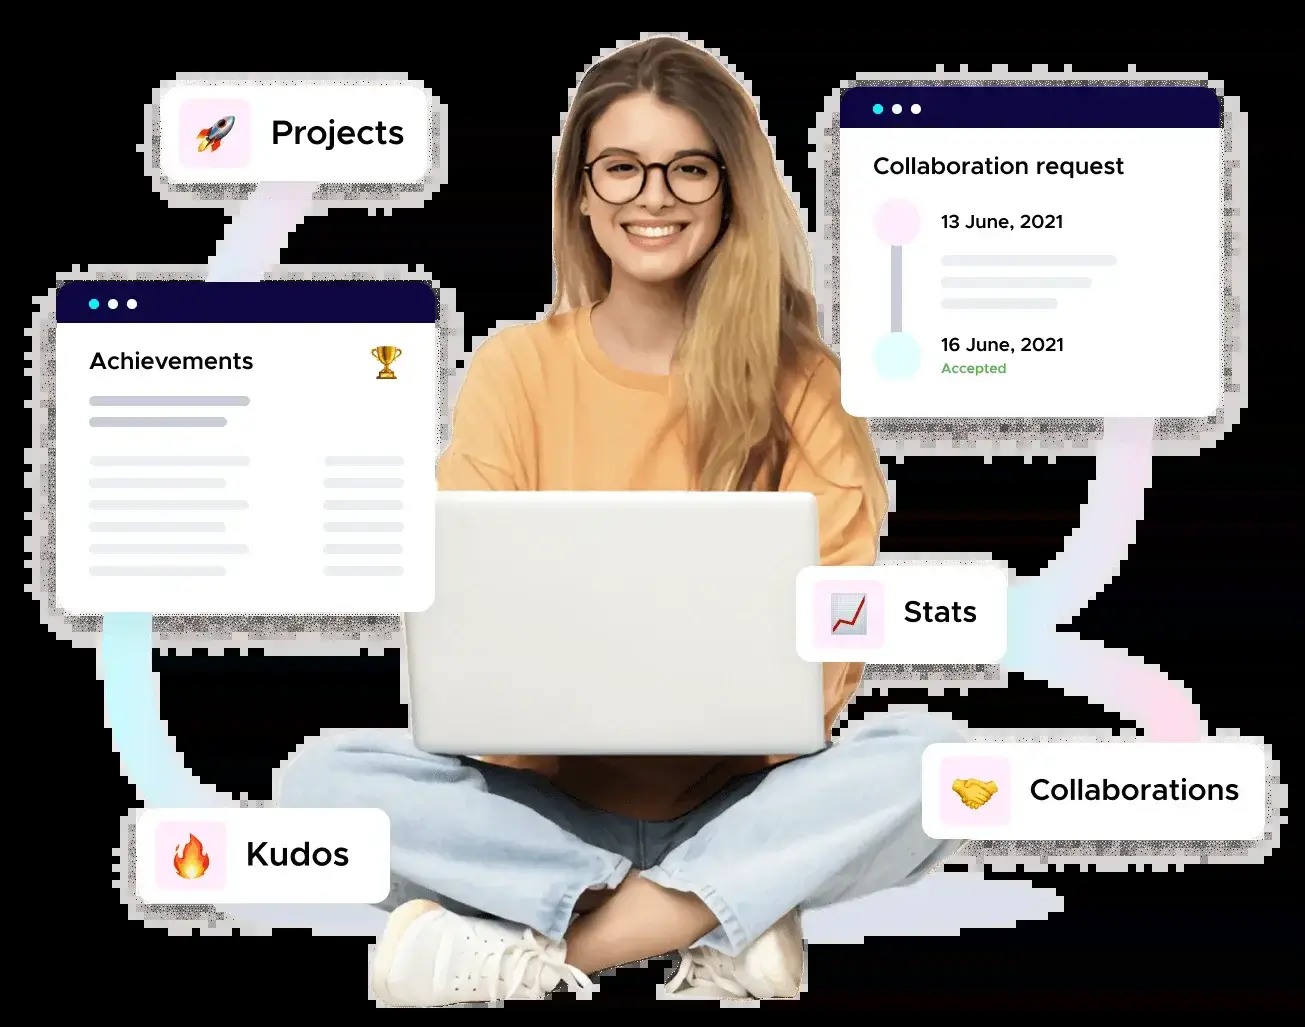 Projects
Collaboration request
13 June, 2021
16 June, 2021
Accepted
Achievements
Stats
Collaborations
Kudos